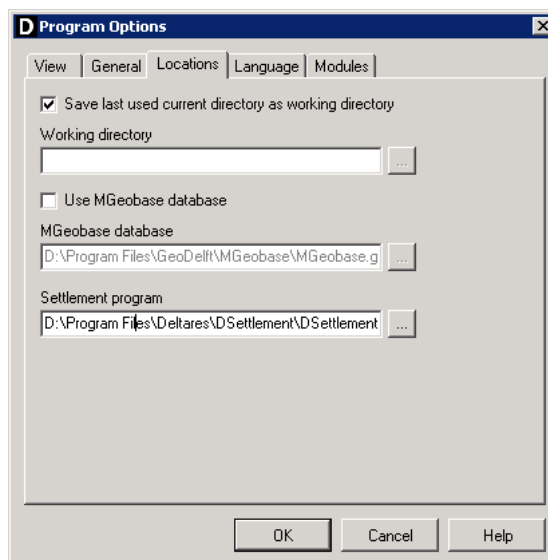 D Program Options
View General Locations Language Modules
Save last used current directory as working directory
Working directory
...
Use MGeobase database
MGeobase database
D:\Program Files\GeoDelft\MGeobase\MGeobase.g
...
Settlement program
D:\Program Files\Deltares\DSettlement\DSettlement
...
OK Cancel Help